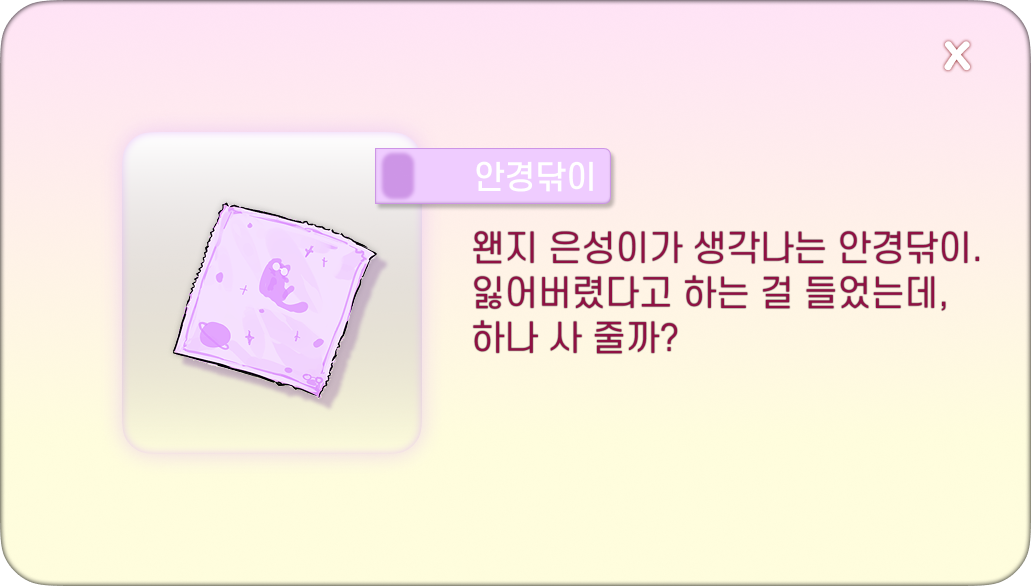 안경닦이
왠지 은성이가 생각나는 안경닦이.
잃어버렸다고 하는 걸 들었는데,
하나 사 줄까?